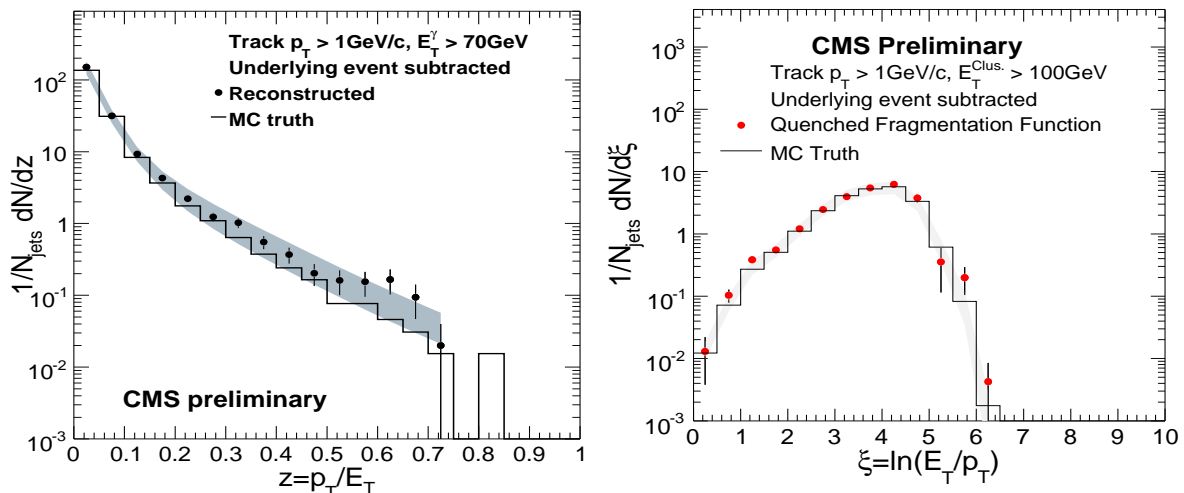 Track p_T > 1GeV/c, E_T^γ > 70GeV
Underlying event subtracted
Reconstructed
MC truth
CMS preliminary
1/N_jets dN/dz
10^2
10
1
10^-1
10^-2
10^-3
0 0.1 0.2 0.3 0.4 0.5 0.6 0.7 0.8 0.9 1
z=p_T/E_T
CMS Preliminary
Track p_T > 1GeV/c, E_T^Clus. > 100GeV
Underlying event subtracted
Quenched Fragmentation Function
MC Truth
1/N_jets dN/dξ
10^3
10^2
10
1
10^-1
10^-2
10^-3
0 1 2 3 4 5 6 7 8 9 10
ξ=ln(E_T/p_T)